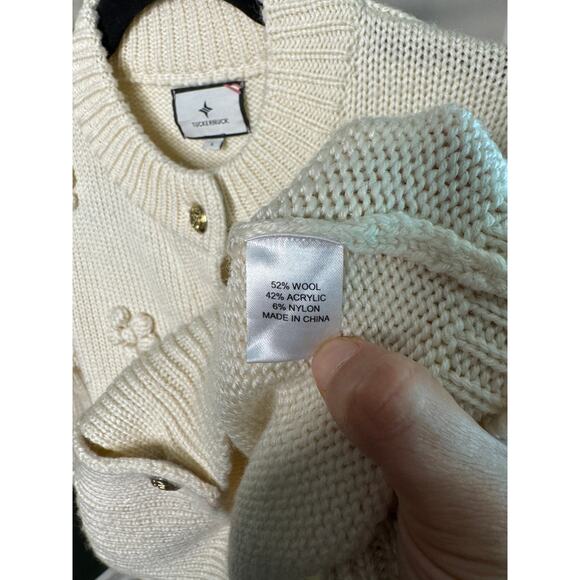 TUCKERNUCK
52% WOOL
42% ACRYLIC
6% NYLON
MADE IN CHINA